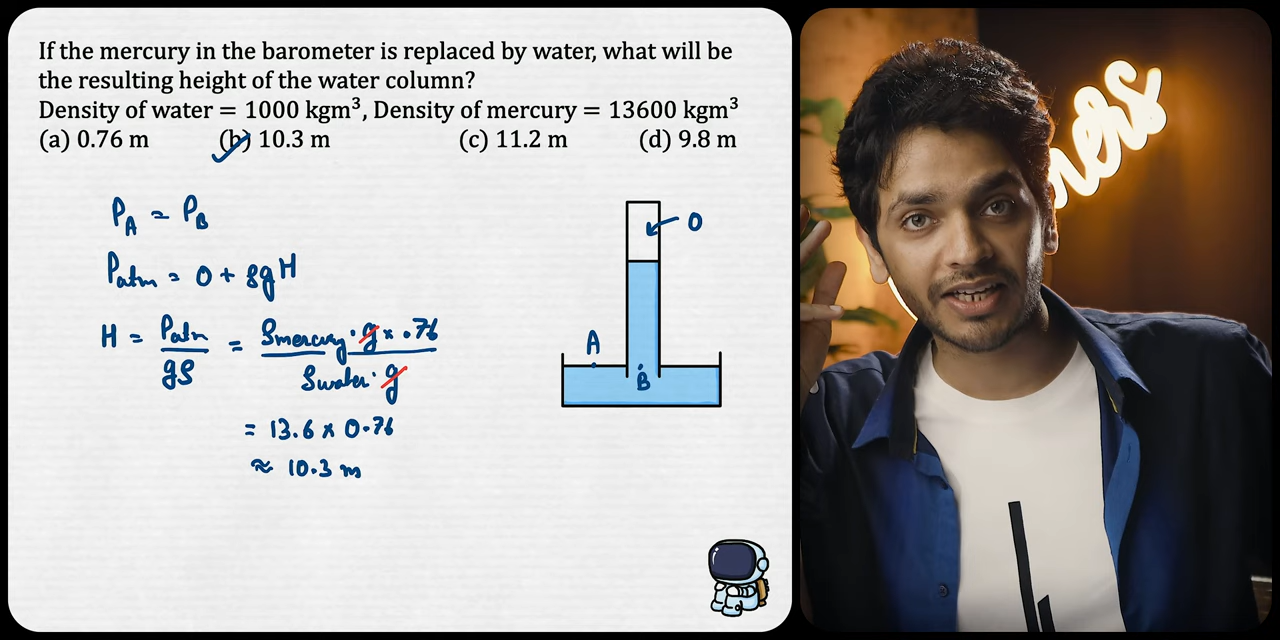 If the mercury in the barometer is replaced by water, what will be
the resulting height of the water column?
Density of water = 1000 kgm³, Density of mercury = 13600 kgm³
(a) 0.76 m (b) 10.3 m (c) 11.2 m (d) 9.8 m
P_A = P_B
P_atm = 0 + ρgH
H = P_atm / gρ = ρ_mercury · g × .76 / ρ_water · g
= 13.6 × 0.76
≈ 10.3 m
0
A
B
ners